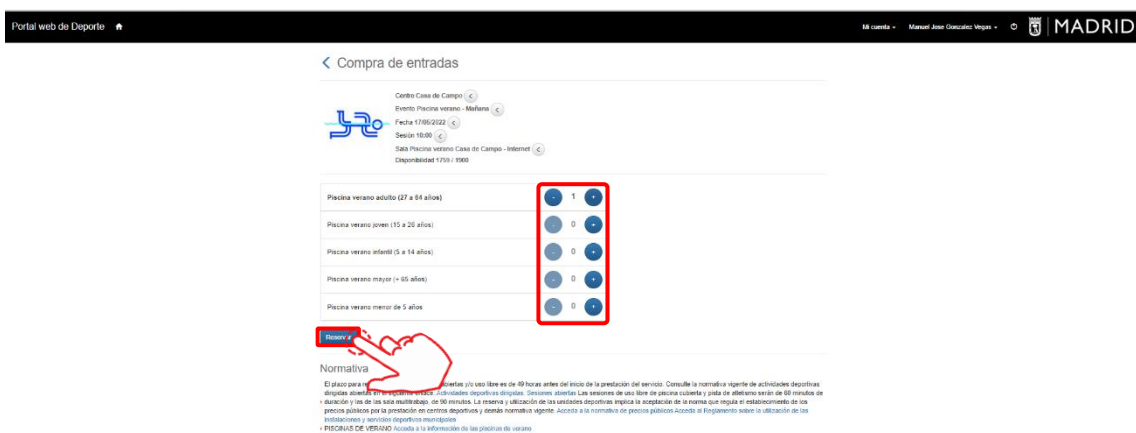 Portal web de Deporte
Mi cuenta
Manuel Jose Gonzalez Vegas
MADRID
Compra de entradas
Centro Casa de Campo
Evento Piscina verano - Mañana
Fecha 17/05/2022
Sesión 10:00
Sala Piscina verano Casa de Campo - Internet
Disponibilidad 1759 / 1900
Piscina verano adulto (27 a 64 años) - 1 +
Piscina verano joven (15 a 26 años) - 0 +
Piscina verano infantil (5 a 14 años) - 0 +
Piscina verano mayor (+ 65 años) - 0 +
Piscina verano menor de 5 años - 0 +
Normativa
El plazo para abiertas y/o uso libre es de 49 horas antes del inicio de la prestación del servicio. Consulte la normativa vigente de actividades deportivas
dirigidas abiertas en el siguiente enlace. Actividades deportivas dirigidas. Sesiones abiertas Las sesiones de uso libre de piscina cubierta y pista de atletismo serán de 60 minutos de
duración y las de las sala multitrabajo, de 90 minutos. La reserva y utilización de las unidades deportivas implica la aceptación de la norma que regula el establecimiento de los
precios públicos por la prestación en centros deportivos y demás normativa vigente. Acceda a la normativa de precios públicos Acceda al Reglamento sobre la utilización de las
instalaciones y servicios deportivos municipales
PISCINAS DE VERANO Acceda a la información de las piscinas de verano